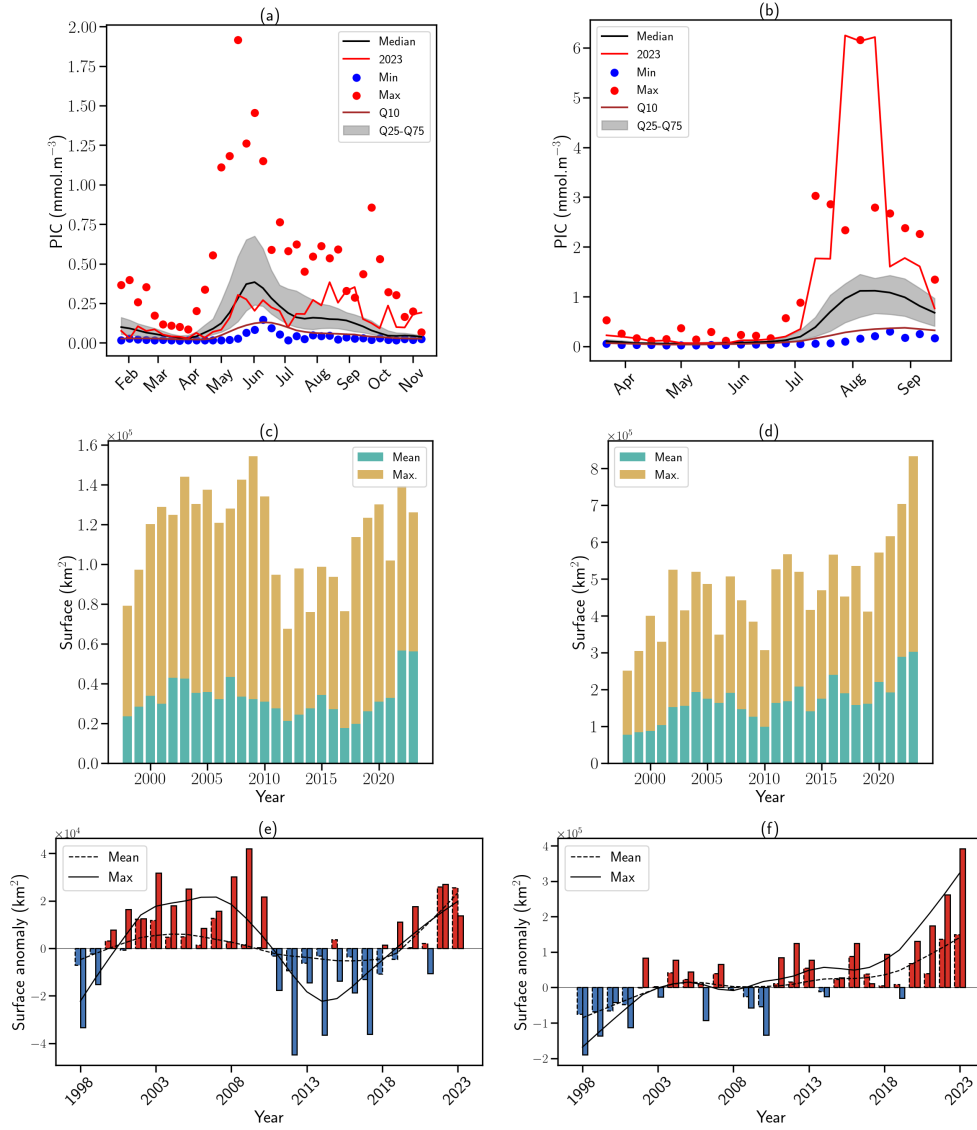 (a)
PIC (mmol.m⁻³)
2.00
1.75
1.50
1.25
1.00
0.75
0.50
0.25
0.00
Median
2023
Min
Max
Q10
Q25-Q75
Feb Mar Apr May Jun Jul Aug Sep Oct Nov
(b)
PIC (mmol.m⁻³)
6
5
4
3
2
1
0
Median
2023
Min
Max
Q10
Q25-Q75
Apr May Jun Jul Aug Sep
(c)
×10⁵
Surface (km²)
1.6
1.4
1.2
1.0
0.8
0.6
0.4
0.2
0.0
Mean
Max.
2000 2005 2010 2015 2020
Year
(d)
×10⁵
Surface (km²)
8
7
6
5
4
3
2
1
0
Mean
Max.
2000 2005 2010 2015 2020
Year
(e)
×10⁴
Surface anomaly (km²)
4
2
0
−2
−4
Mean
Max
1998 2003 2008 2013 2018 2023
Year
(f)
×10⁵
Surface anomaly (km²)
4
3
2
1
0
−1
−2
Mean
Max
1998 2003 2008 2013 2018 2023
Year